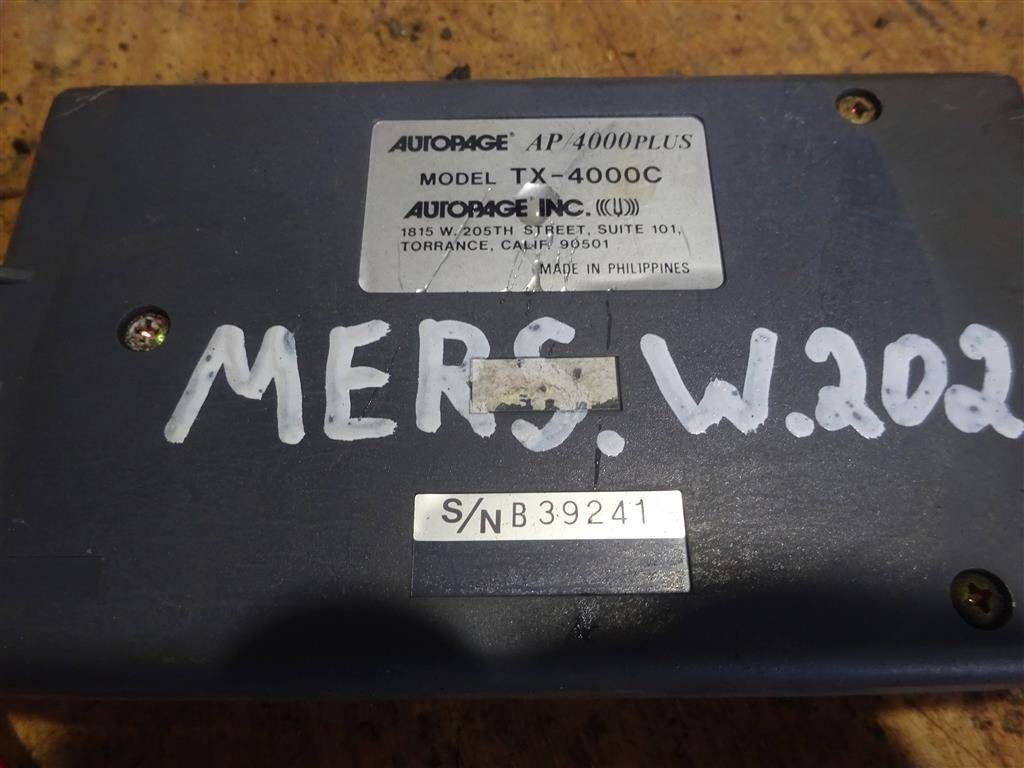 AUTOPAGE® AP/4000PLUS
MODEL TX-4000C
AUTOPAGE INC.
1815 W. 205TH STREET, SUITE 101,
TORRANCE, CALIF. 90501
MADE IN PHILIPPINES
MERS. W.202
S/N B39241